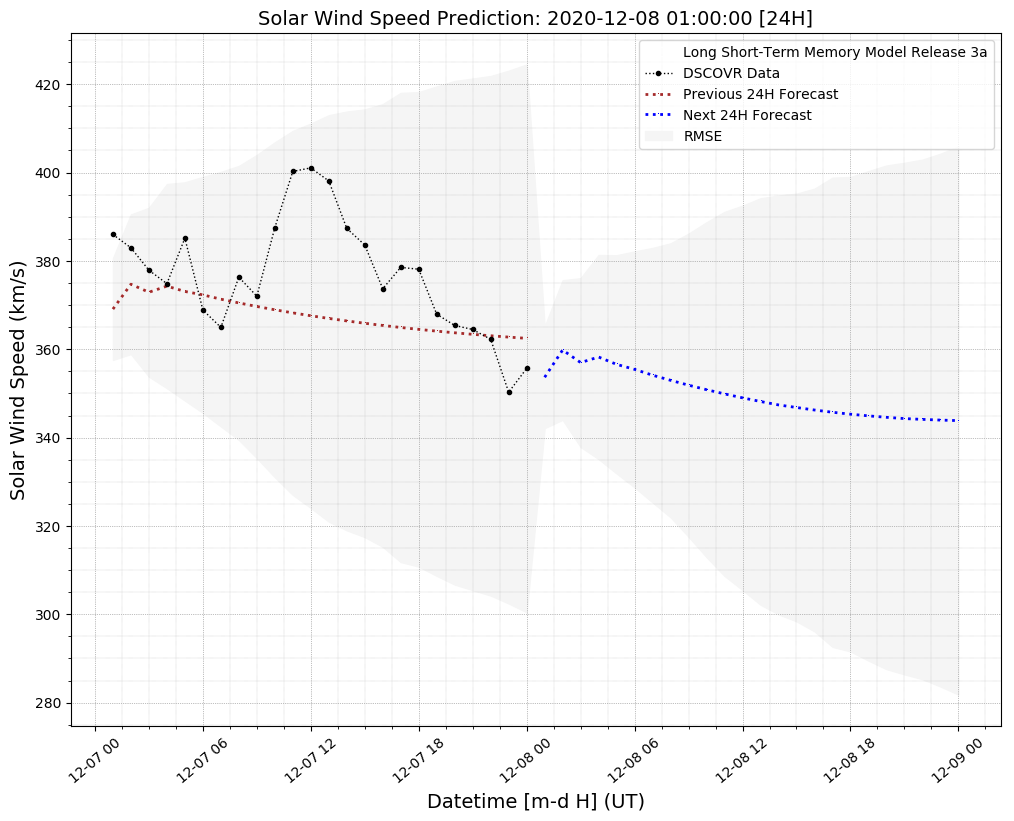 Solar Wind Speed Prediction: 2020-12-08 01:00:00 [24H]
Long Short-Term Memory Model Release 3a
DSCOVR Data
Previous 24H Forecast
Next 24H Forecast
RMSE
Solar Wind Speed (km/s)
420
400
380
360
340
320
300
280
12-07 00
12-07 06
12-07 12
12-07 18
12-08 00
12-08 06
12-08 12
12-08 18
12-09 00
Datetime [m-d H] (UT)